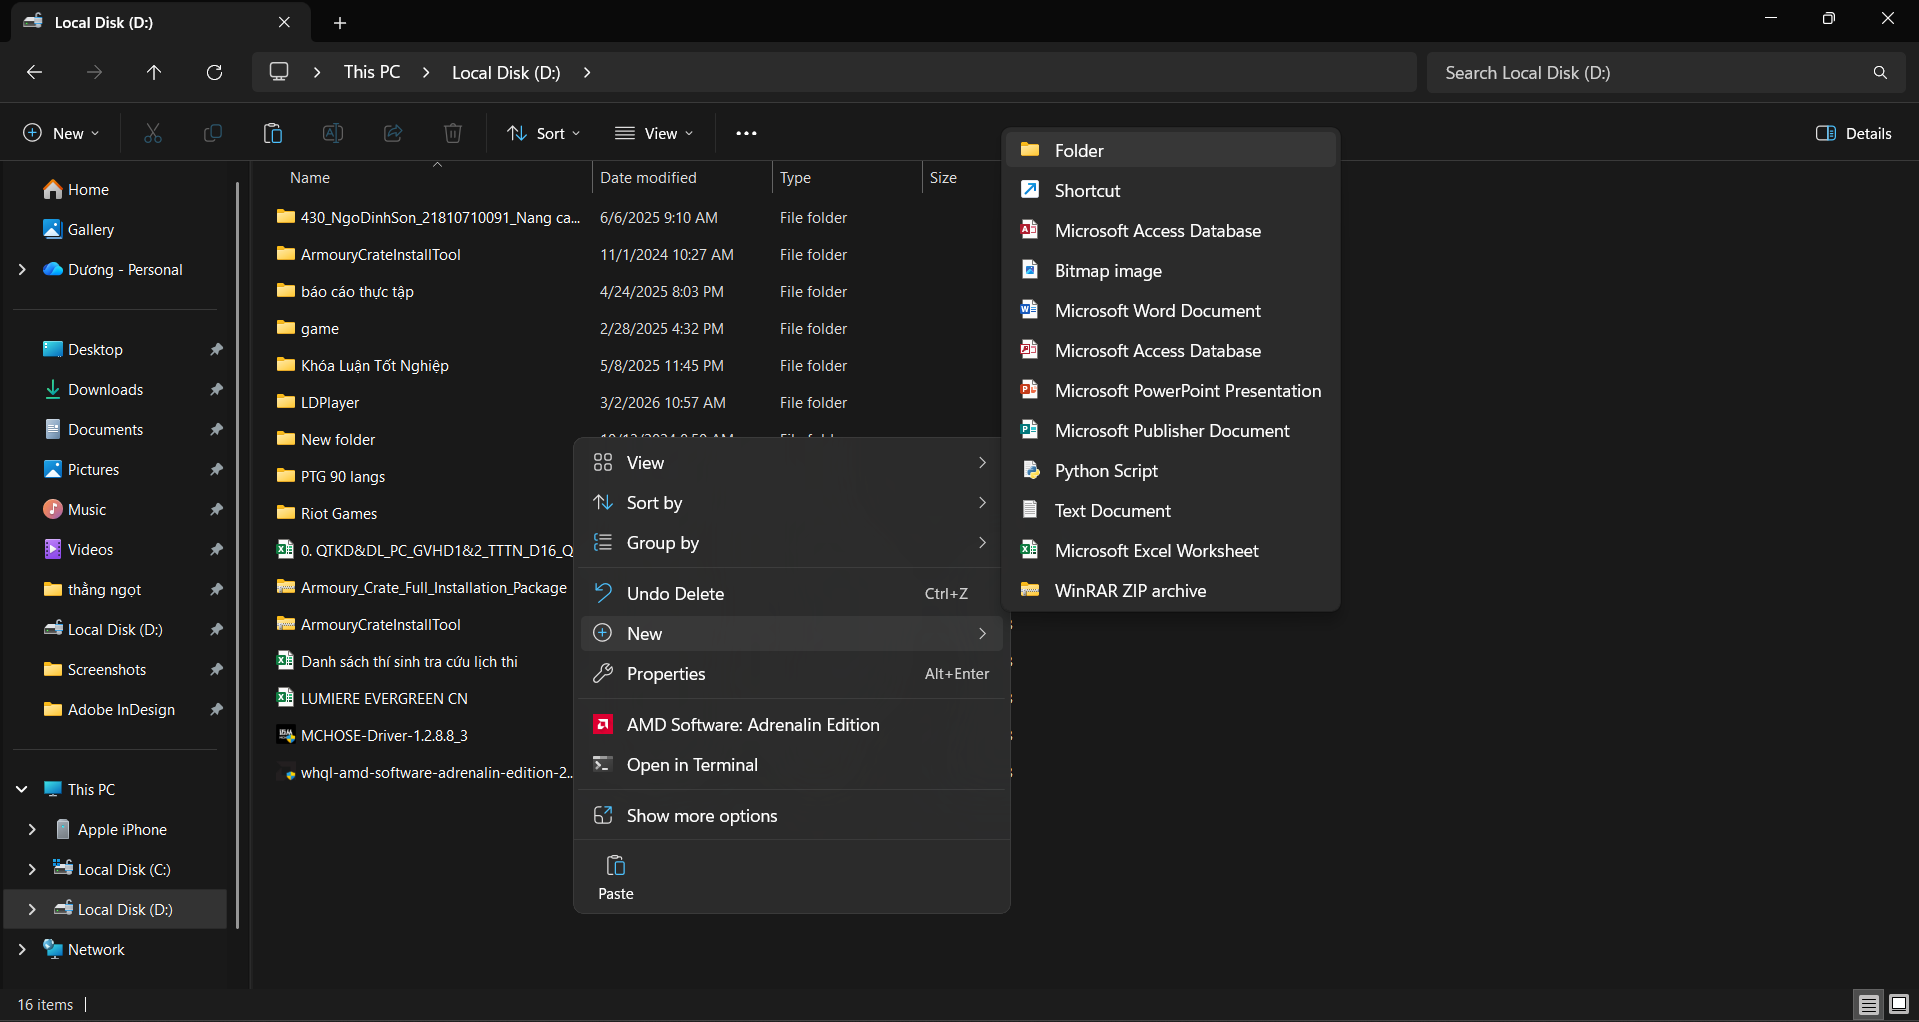 Local Disk (D:)
This PC
Local Disk (D:)
Search Local Disk (D:)
New
Sort
View
Details
Home
Gallery
Dương - Personal
Desktop
Downloads
Documents
Pictures
Music
Videos
thằng ngọt
Local Disk (D:)
Screenshots
Adobe InDesign
This PC
Apple iPhone
Local Disk (C:)
Local Disk (D:)
Network
Name Date modified Type Size
430_NgoDinhSon_21810710091_Nang ca... 6/6/2025 9:10 AM File folder
ArmouryCrateInstallTool 11/1/2024 10:27 AM File folder
báo cáo thực tập 4/24/2025 8:03 PM File folder
game 2/28/2025 4:32 PM File folder
Khóa Luận Tốt Nghiệp 5/8/2025 11:45 PM File folder
LDPlayer 3/2/2026 10:57 AM File folder
New folder
PTG 90 langs
Riot Games
0. QTKD&DL_PC_GVHD1&2_TTTN_D16_Q
Armoury_Crate_Full_Installation_Package
ArmouryCrateInstallTool
Danh sách thí sinh tra cứu lịch thi
LUMIERE EVERGREEN CN
MCHOSE-Driver-1.2.8.8_3
whql-amd-software-adrenalin-edition-2...
View
Sort by
Group by
Undo Delete Ctrl+Z
New
Properties Alt+Enter
AMD Software: Adrenalin Edition
Open in Terminal
Show more options
Paste
Folder
Shortcut
Microsoft Access Database
Bitmap image
Microsoft Word Document
Microsoft Access Database
Microsoft PowerPoint Presentation
Microsoft Publisher Document
Python Script
Text Document
Microsoft Excel Worksheet
WinRAR ZIP archive
16 items